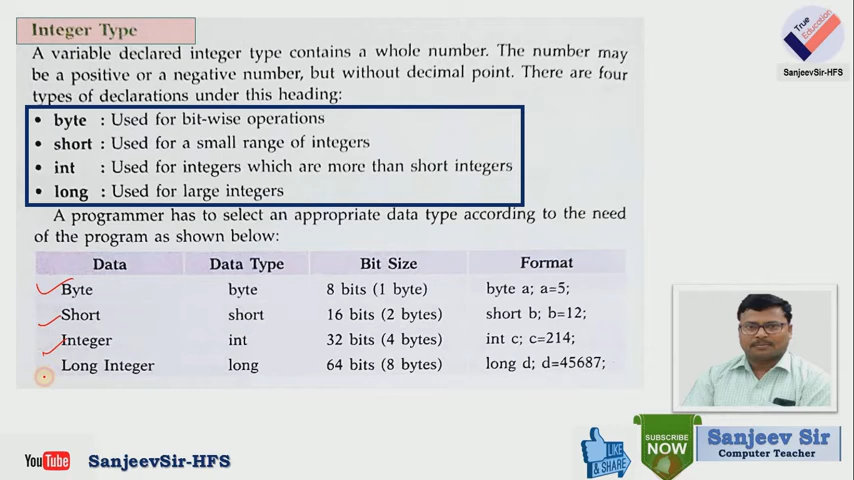 Integer Type
A variable declared integer type contains a whole number. The number may
be a positive or a negative number, but without decimal point. There are four
types of declarations under this heading:
• byte : Used for bit-wise operations
• short : Used for a small range of integers
• int : Used for integers which are more than short integers
• long : Used for large integers
A programmer has to select an appropriate data type according to the need
of the program as shown below:
Data Data Type Bit Size Format
Byte byte 8 bits (1 byte) byte a; a=5;
Short short 16 bits (2 bytes) short b; b=12;
Integer int 32 bits (4 bytes) int c; c=214;
Long Integer long 64 bits (8 bytes) long d; d=45687;
True
Education
SanjeevSir-HFS
YouTube SanjeevSir-HFS
LIKE
& SHARE
SUBSCRIBE
NOW
Sanjeev Sir
Computer Teacher